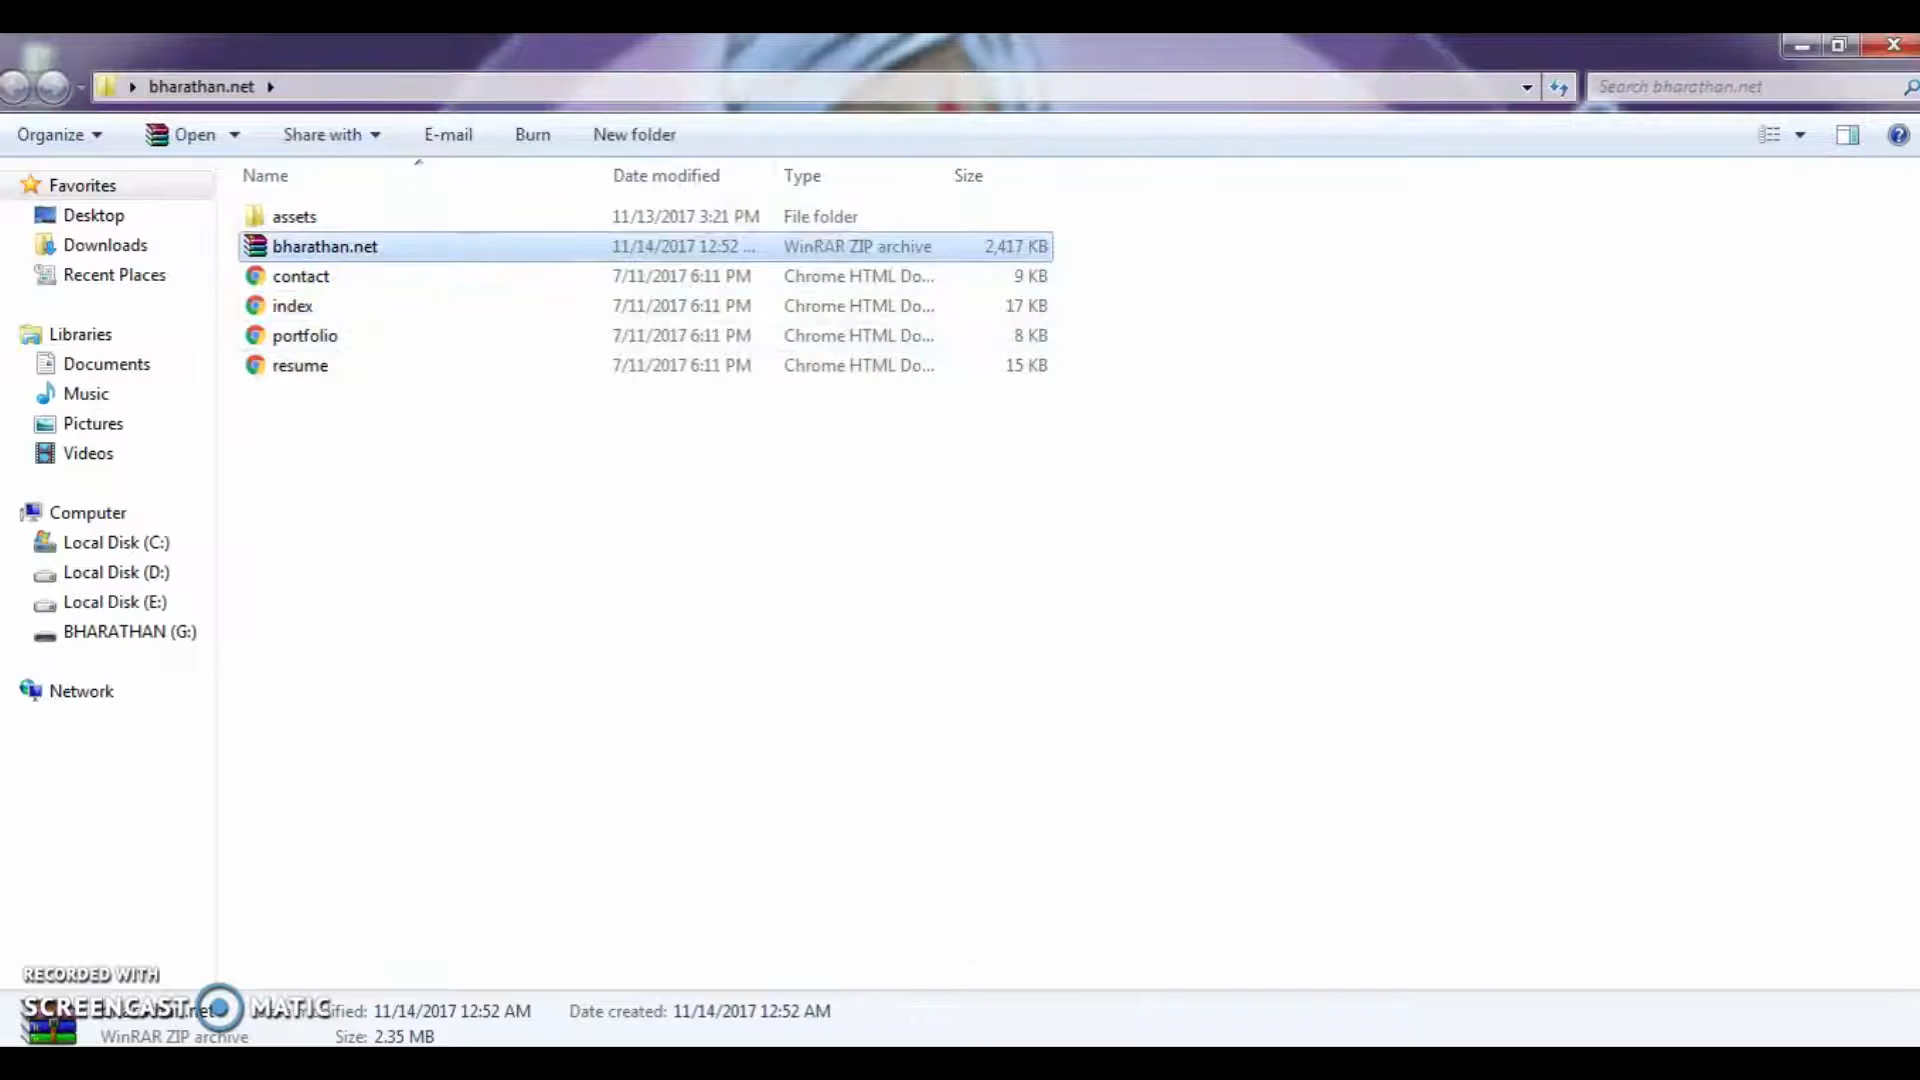 bharathan.net
Search bharathan.net
Organize Open Share with E-mail Burn New folder
Name Date modified Type Size
Favorites
Desktop
Downloads
Recent Places
Libraries
Documents
Music
Pictures
Videos
Computer
Local Disk (C:)
Local Disk (D:)
Local Disk (E:)
BHARATHAN (G:)
Network
assets 11/13/2017 3:21 PM File folder
bharathan.net 11/14/2017 12:52 ... WinRAR ZIP archive 2,417 KB
contact 7/11/2017 6:11 PM Chrome HTML Do... 9 KB
index 7/11/2017 6:11 PM Chrome HTML Do... 17 KB
portfolio 7/11/2017 6:11 PM Chrome HTML Do... 8 KB
resume 7/11/2017 6:11 PM Chrome HTML Do... 15 KB
RECORDED WITH
SCREENCAST MATIC
11/14/2017 12:52 AM Date created: 11/14/2017 12:52 AM
WinRAR ZIP archive Size: 2.35 MB